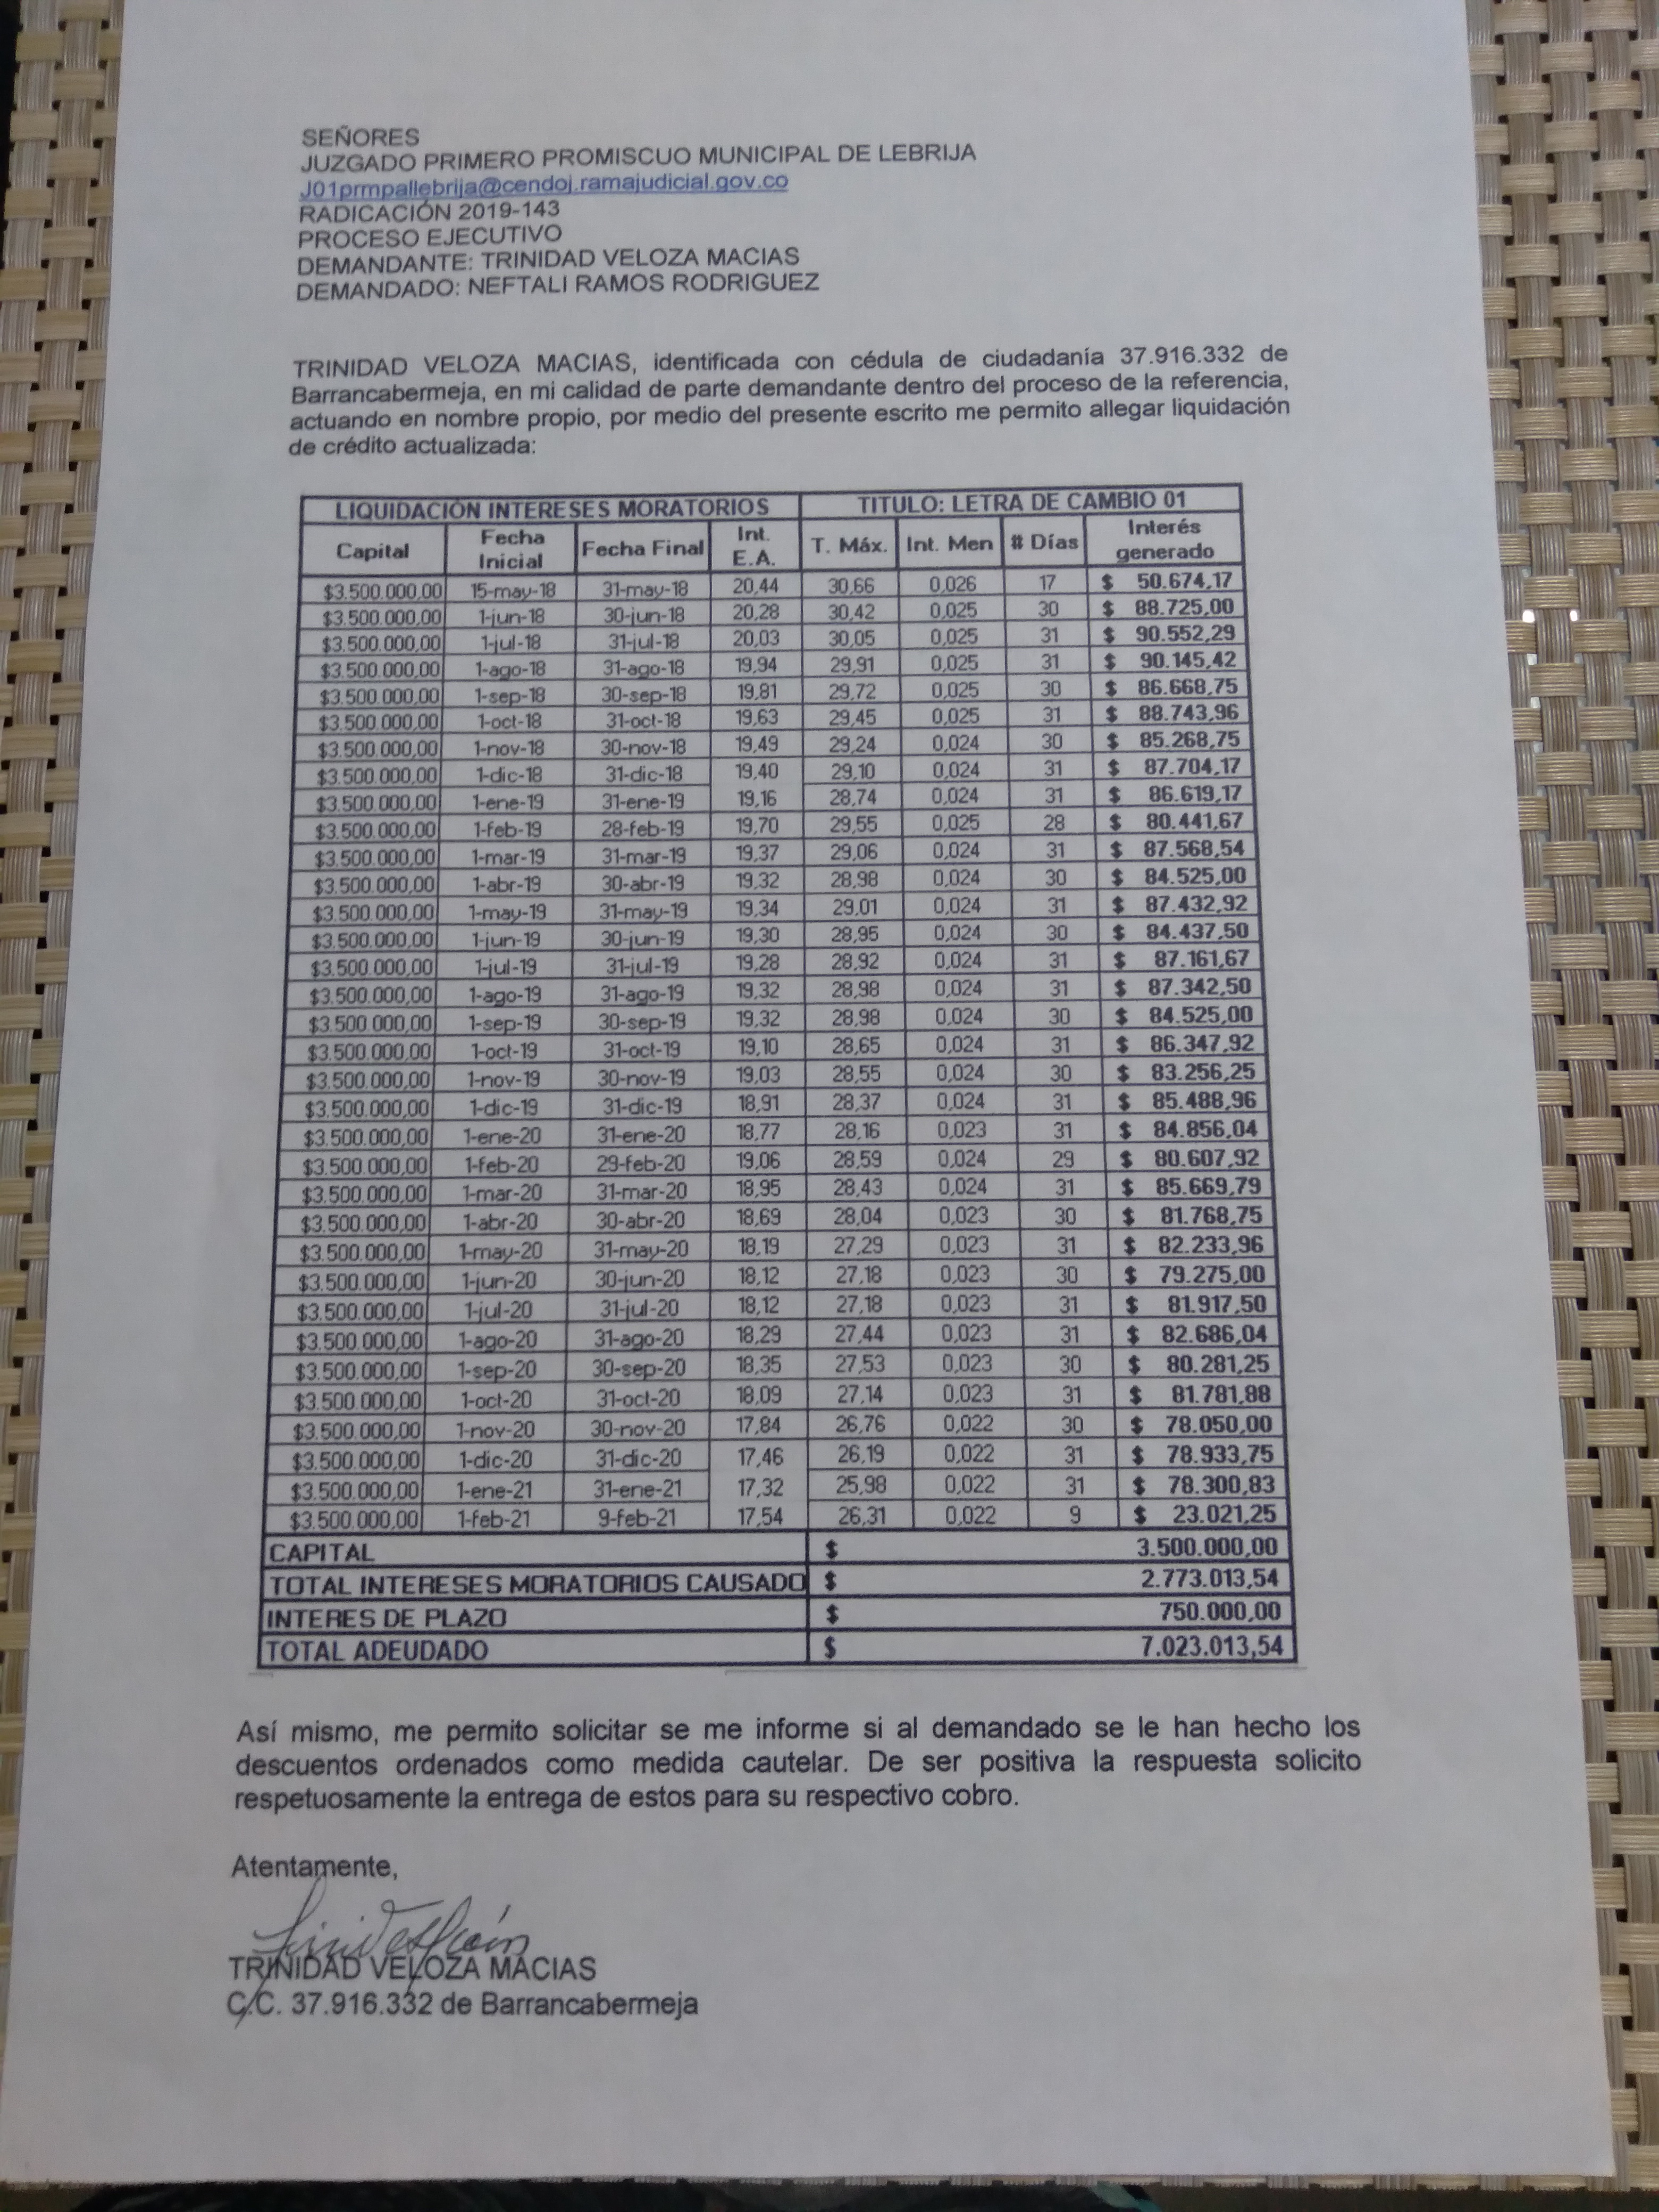 SEÑORES
JUZGADO PRIMERO PROMISCUO MUNICIPAL DE LEBRIJA
J01prmpallebrija@cendoj.ramajudicial.gov.co
RADICACIÓN 2019-143
PROCESO EJECUTIVO
DEMANDANTE: TRINIDAD VELOZA MACIAS
DEMANDADO: NEFTALI RAMOS RODRIGUEZ
TRINIDAD VELOZA MACIAS, identificada con cédula de ciudadanía 37.916.332 de
Barrancabermeja, en mi calidad de parte demandante dentro del proceso de la referencia,
actuando en nombre propio, por medio del presente escrito me permito allegar liquidación
de crédito actualizada:
LIQUIDACIÓN INTERESES MORATORIOS TITULO: LETRA DE CAMBIO 01
Capital Fecha Inicial Fecha Final Int. E.A. T. Máx. Int. Men # Días Interés generado
$3.500.000,00 15-may-18 31-may-18 20,44 30,66 0,026 17 $ 50.674,17
$3.500.000,00 1-jun-18 30-jun-18 20,28 30,42 0,025 30 $ 88.725,00
$3.500.000,00 1-jul-18 31-jul-18 20,03 30,05 0,025 31 $ 90.552,29
$3.500.000,00 1-ago-18 31-ago-18 19,94 29,91 0,025 31 $ 90.145,42
$3.500.000,00 1-sep-18 30-sep-18 19,81 29,72 0,025 30 $ 86.668,75
$3.500.000,00 1-oct-18 31-oct-18 19,63 29,45 0,025 31 $ 88.743,96
$3.500.000,00 1-nov-18 30-nov-18 19,49 29,24 0,024 30 $ 85.268,75
$3.500.000,00 1-dic-18 31-dic-18 19,40 29,10 0,024 31 $ 87.704,17
$3.500.000,00 1-ene-19 31-ene-19 19,16 28,74 0,024 31 $ 86.619,17
$3.500.000,00 1-feb-19 28-feb-19 19,70 29,55 0,025 28 $ 80.441,67
$3.500.000,00 1-mar-19 31-mar-19 19,37 29,06 0,024 31 $ 87.568,54
$3.500.000,00 1-abr-19 30-abr-19 19,32 28,98 0,024 30 $ 84.525,00
$3.500.000,00 1-may-19 31-may-19 19,34 29,01 0,024 31 $ 87.432,92
$3.500.000,00 1-jun-19 30-jun-19 19,30 28,95 0,024 30 $ 84.437,50
$3.500.000,00 1-jul-19 31-jul-19 19,28 28,92 0,024 31 $ 87.161,67
$3.500.000,00 1-ago-19 31-ago-19 19,32 28,98 0,024 31 $ 87.342,50
$3.500.000,00 1-sep-19 30-sep-19 19,32 28,98 0,024 30 $ 84.525,00
$3.500.000,00 1-oct-19 31-oct-19 19,10 28,65 0,024 31 $ 86.347,92
$3.500.000,00 1-nov-19 30-nov-19 19,03 28,55 0,024 30 $ 83.256,25
$3.500.000,00 1-dic-19 31-dic-19 18,91 28,37 0,024 31 $ 85.488,96
$3.500.000,00 1-ene-20 31-ene-20 18,77 28,16 0,023 31 $ 84.856,04
$3.500.000,00 1-feb-20 29-feb-20 19,06 28,59 0,024 29 $ 80.607,92
$3.500.000,00 1-mar-20 31-mar-20 18,95 28,43 0,024 31 $ 85.669,79
$3.500.000,00 1-abr-20 30-abr-20 18,69 28,04 0,023 30 $ 81.768,75
$3.500.000,00 1-may-20 31-may-20 18,19 27,29 0,023 31 $ 82.233,96
$3.500.000,00 1-jun-20 30-jun-20 18,12 27,18 0,023 30 $ 79.275,00
$3.500.000,00 1-jul-20 31-jul-20 18,12 27,18 0,023 31 $ 81.917,50
$3.500.000,00 1-ago-20 31-ago-20 18,29 27,44 0,023 31 $ 82.686,04
$3.500.000,00 1-sep-20 30-sep-20 18,35 27,53 0,023 30 $ 80.281,25
$3.500.000,00 1-oct-20 31-oct-20 18,09 27,14 0,023 31 $ 81.781,88
$3.500.000,00 1-nov-20 30-nov-20 17,84 26,76 0,022 30 $ 78.050,00
$3.500.000,00 1-dic-20 31-dic-20 17,46 26,19 0,022 31 $ 78.933,75
$3.500.000,00 1-ene-21 31-ene-21 17,32 25,98 0,022 31 $ 78.300,83
$3.500.000,00 1-feb-21 9-feb-21 17,54 26,31 0,022 9 $ 23.021,25
CAPITAL $ 3.500.000,00
TOTAL INTERESES MORATORIOS CAUSADO $ 2.773.013,54
INTERES DE PLAZO $ 750.000,00
TOTAL ADEUDADO $ 7.023.013,54
Así mismo, me permito solicitar se me informe si al demandado se le han hecho los
descuentos ordenados como medida cautelar. De ser positiva la respuesta solicito
respetuosamente la entrega de estos para su respectivo cobro.
Atentamente,
TRINIDAD VELOZA MACIAS
C.C. 37.916.332 de Barrancabermeja